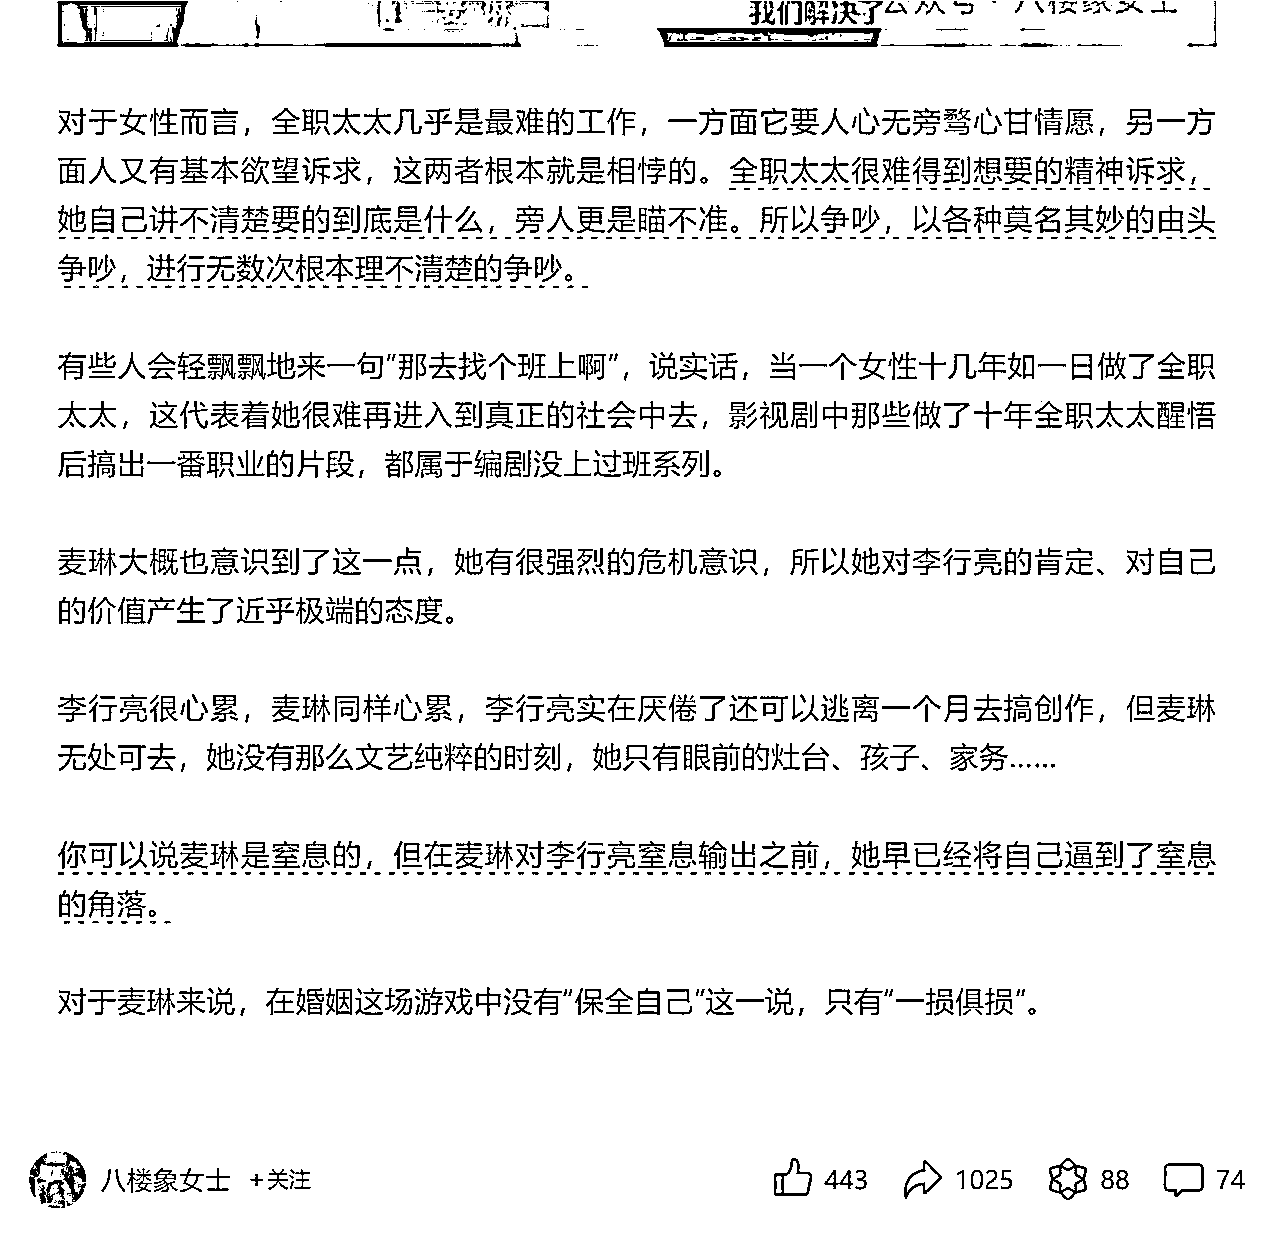 我们解决了
公众号·八楼象女士
对于女性而言，全职太太几乎是最难的工作，一方面它要人心无旁骛心甘情愿，另一方
面人又有基本欲望诉求，这两者根本就是相悖的。全职太太很难得到想要的精神诉求，
她自己讲不清楚要的到底是什么，旁人更是瞄不准。所以争吵，以各种莫名其妙的由头
争吵，进行无数次根本理不清楚的争吵。
有些人会轻飘飘地来一句“那去找个班上啊”，说实话，当一个女性十几年如一日做了全职
太太，这代表着她很难再进入到真正的社会中去，影视剧中那些做了十年全职太太醒悟
后搞出一番职业的片段，都属于编剧没上过班系列。
麦琳大概也意识到了这一点，她有很强烈的危机意识，所以她对李行亮的肯定、对自己
的价值产生了近乎极端的态度。
李行亮很心累，麦琳同样心累，李行亮实在厌倦了还可以逃离一个月去搞创作，但麦琳
无处可去，她没有那么文艺纯粹的时刻，她只有眼前的灶台、孩子、家务……
你可以说麦琳是窒息的，但在麦琳对李行亮窒息输出之前，她早已经将自己逼到了窒息
的角落。
对于麦琳来说，在婚姻这场游戏中没有“保全自己”这一说，只有“一损俱损”。
八楼象女士 +关注 443 1025 88 74